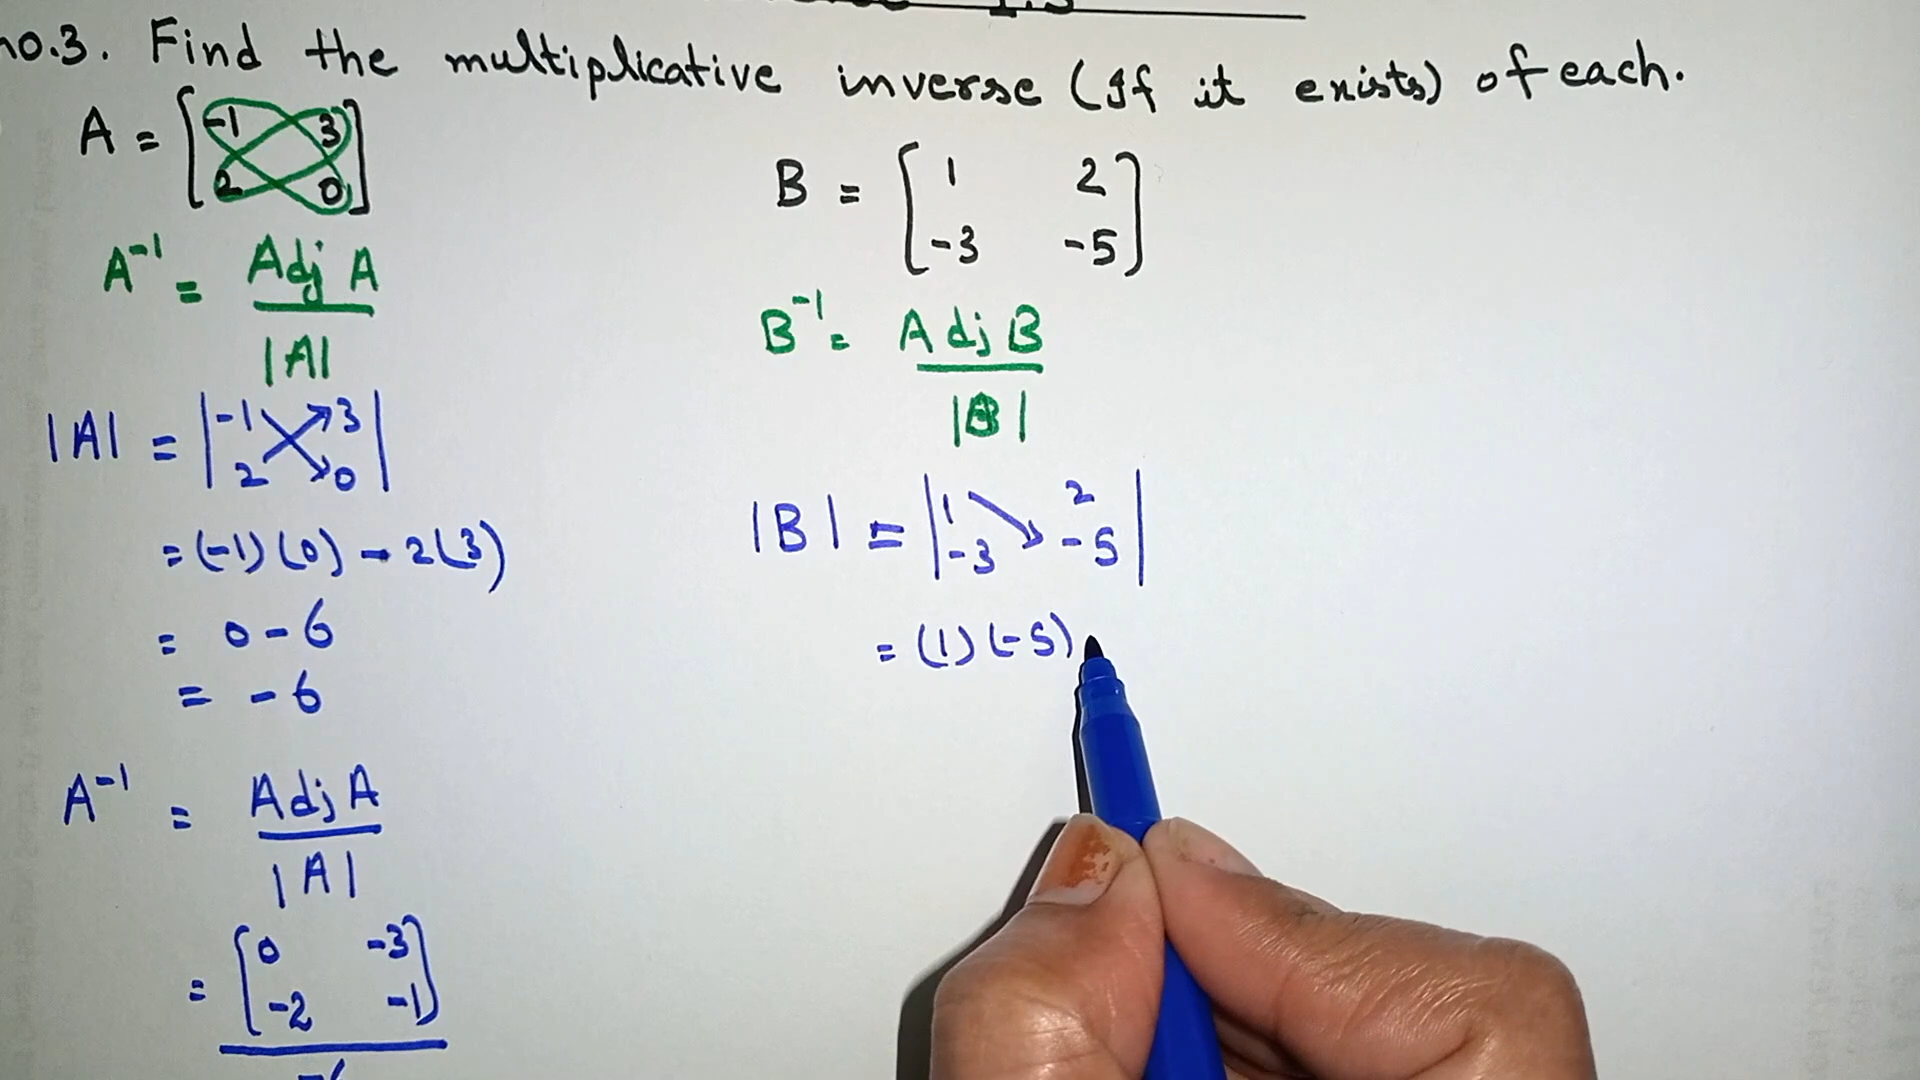 no.3. Find the multiplicative inverse (If it exists) of each.
A = [-1 3
2 0]
A⁻¹ = Adj A
|A|
|A| = |-1 3
2 0|
= (-1)(0) - 2(3)
= 0 - 6
= - 6
A⁻¹ = Adj A
|A|
= [0 -3
-2 -1]
B = [1 2
-3 -5]
B⁻¹ = Adj B
|B|
|B| = |1 2
-3 -5|
= (1)(-5)